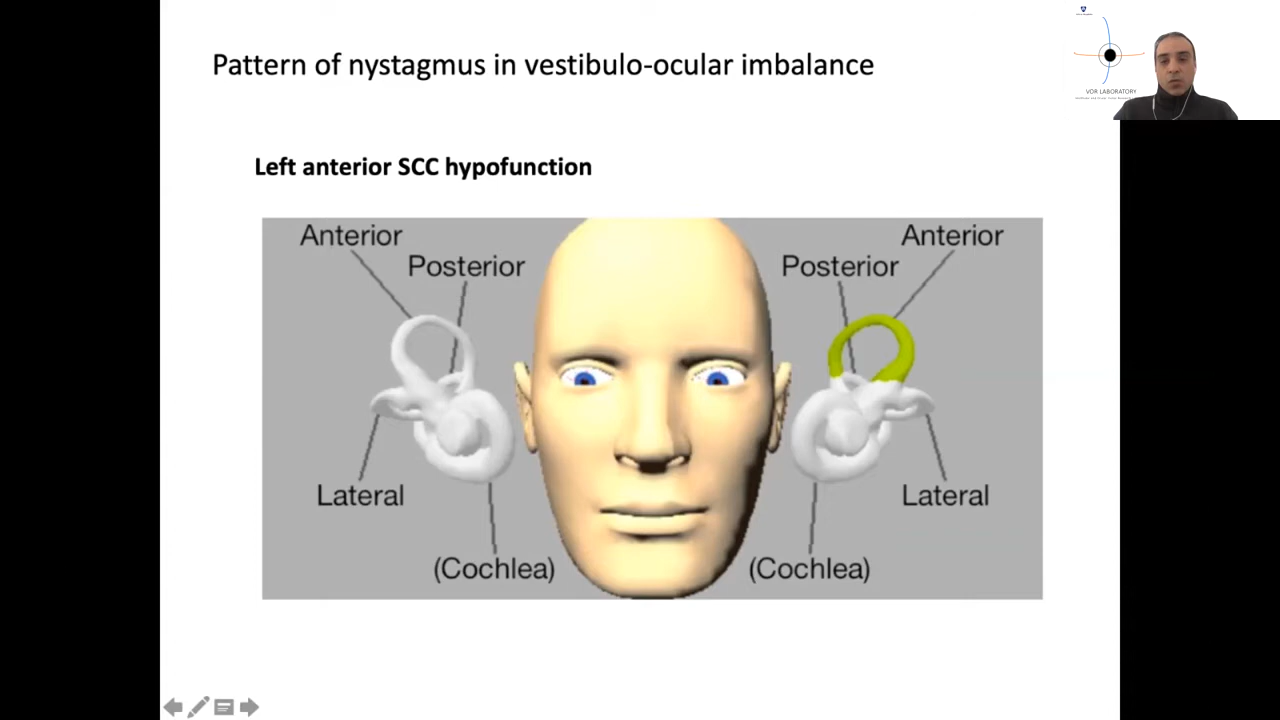 Pattern of nystagmus in vestibulo-ocular imbalance
VOR LABORATORY
Left anterior SCC hypofunction
Anterior
Posterior
Lateral
(Cochlea)
Anterior
Posterior
Lateral
(Cochlea)